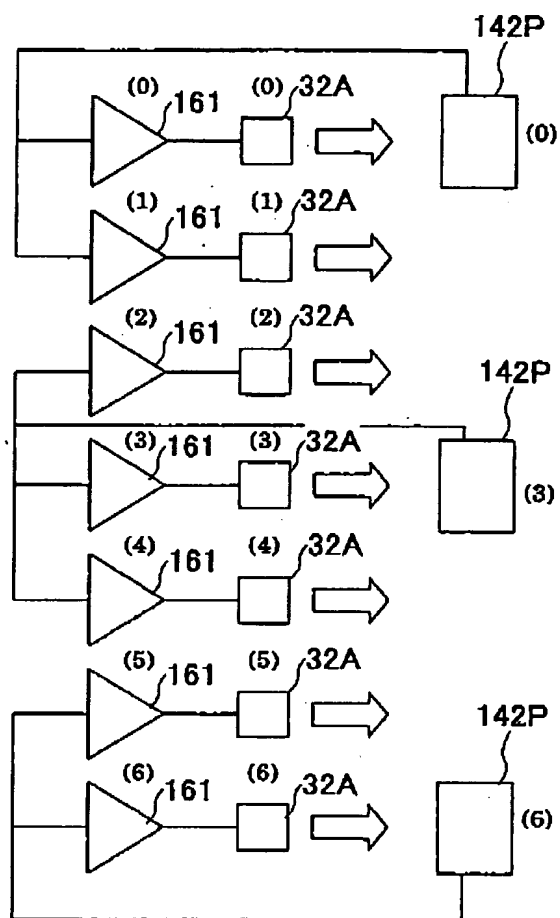 142P
(0) 161 (0) 32A (0)
(1) 161 (1) 32A
(2) 161 (2) 32A
142P
(3) 161 (3) 32A (3)
(4) 161 (4) 32A
(5) 161 (5) 32A
142P
(6) 161 (6) 32A (6)